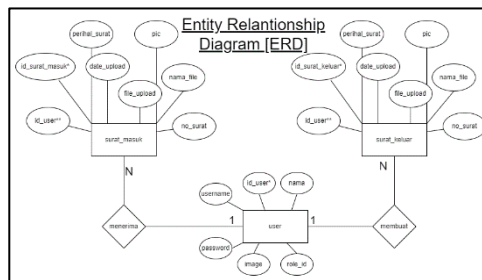 Entity Relantionship
Diagram [ERD]
perihal_surat
pic
id_surat_masuk*
date_upload
nama_file
file_upload
id_user**
no_surat
surat_masuk
perihal_surat
pic
id_surat_keluar*
date_upload
nama_file
file_upload
id_user**
no_surat
surat_keluar
N
N
id_user*
nama
username
menerima
1
user
1
membuat
password
image
role_id